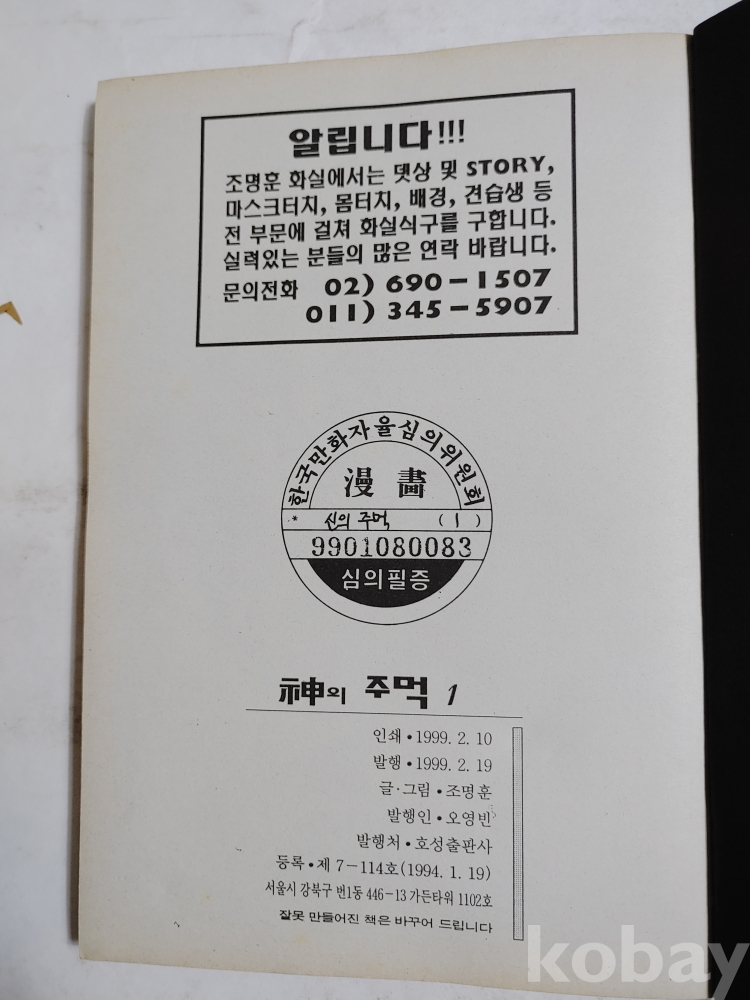 알립니다!!!
조명훈 화실에서는 뎃상 및 STORY,
마스크터치, 몸터치, 배경, 견습생 등
전 부문에 걸쳐 화실식구를 구합니다.
실력있는 분들의 많은 연락 바랍니다.
문의전화 02) 690-1507
011) 345-5907
한국만화자율심의위원회
漫畵
* 신의 주먹 (1)
9901080083
심의필증
神의 주먹 1
인쇄•1999. 2. 10
발행•1999. 2. 19
글·그림•조명훈
발행인•오영빈
발행처•호성출판사
등록•제 7-114호(1994. 1. 19)
서울시 강북구 번1동 446-13 가든타워 1102호
잘못 만들어진 책은 바꾸어 드립니다
kobay